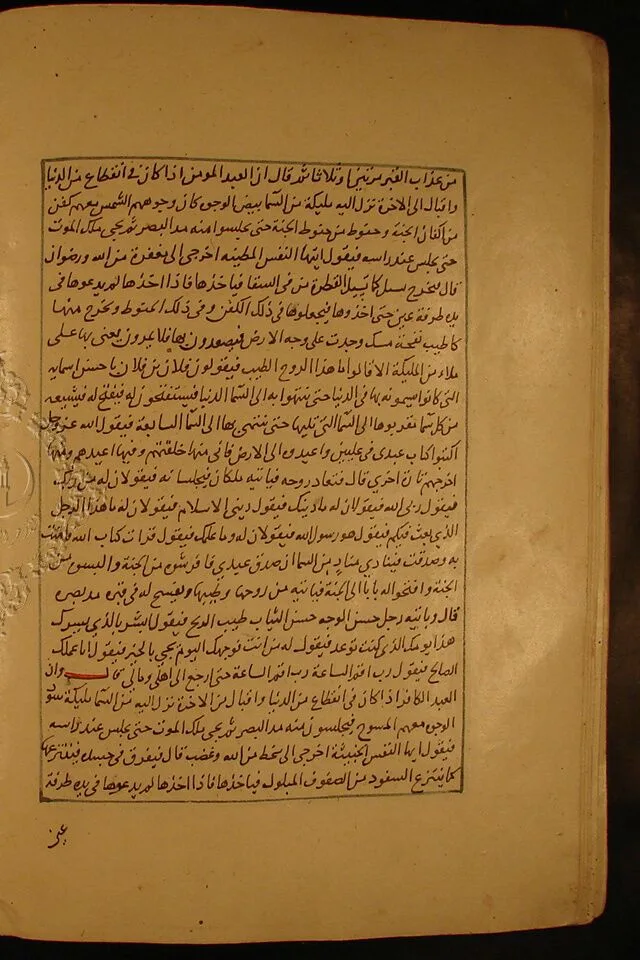 من عذاب القبر مرتين او ثلاثا ثم قال ان العبد المومن اذا كان في انقطاع من الدنيا
واقبال الى الاخرة نزل اليه مليكة من السما بيض الوجوه كان وجوههم الشمس معهم كفن
من اكفان الجنة وحنوط من حنوط الجنة حتى يجلسوا منه مد البصر ثم يجي ملك الموت
حتى يجلس عند راسه فيقول ايتها النفس المطمينه اخرجي الى مغفرة من الله ورضوان
قال فتخرج تسيل كما تسيل القطرة من في السقا فياخذها فاذا اخذها لم يدعوها في
يده طرفة عين حتى اخذوها فيجعلوها في ذلك الكفن وفي ذلك الحنوط وتخرج منها
كاطيب نفحة مسك وجدت على وجه الارض فيصعدون بها فلا يمرون يعنى بها على
ملاء من المليكة الا قالوا ما هذا الروح الطيب فيقولون فلان بن فلان باحسن اسمايه
التي كانوا يسمونه بها في الدنيا حتى ينتهوا به الى السما الدنيا فيستفتحون له فيفتح له فيشيعه
من كل سما مقربوها الى السما التي تليها حتى ينتهى بها الى السما السابعة فيقول الله عز وجل
اكتبوا كتاب عبدي في عليين واعيدوه الى الارض فاني منها خلقتهم وفيها اعيدهم ومنها
اخرجهم تارة اخري قال فتعاد روحه فياتيه ملكان فيجلسانه فيقولان له من ربك
فيقول ربي الله فيقولان له ما دينك فيقول ديني الاسلام فيقولان له ما هذا الرجل
الذي بعث فيكم فيقول هو رسول الله فيقولان له وما علمك فيقول قرات كتاب الله وامنت
به وصدقت فينادي مناد من السما ان صدق عبدي فافرشوه من الجنة والبسوه من
الجنة وافتحوا له بابا الى الجنة فياتيه من روحها وطيبها ويفسح له في قبره مد بصره
قال وياتيه رجل حسن الوجه حسن الثياب طيب الريح فيقول ابشر بالذي يسرك
هذا يومك الذي كنت توعد فيقول له من انت فوجهك اليوم يجي بالخير فيقول انا عملك
الصالح فيقول رب اقم الساعة رب اقم الساعة حتى ارجع الى اهلي ومالي قال وان
العبد الكافر اذا كان في انقطاع من الدنيا واقبال من الاخرة نزل اليه من السما مليكة سود
الوجوه معهم المسوح فيجلسون منه مد البصر ثم يجي ملك الموت حتى يجلس عند راسه
فيقول ايها النفس الخبيثة اخرجي الى سخط من الله وغضب قال فيفرق في جسده فينتزعها
كما ينتزع السفود من الصوف المبلول فياخذها فاذا اخذها لم يدعوها في يده طرفة
عين